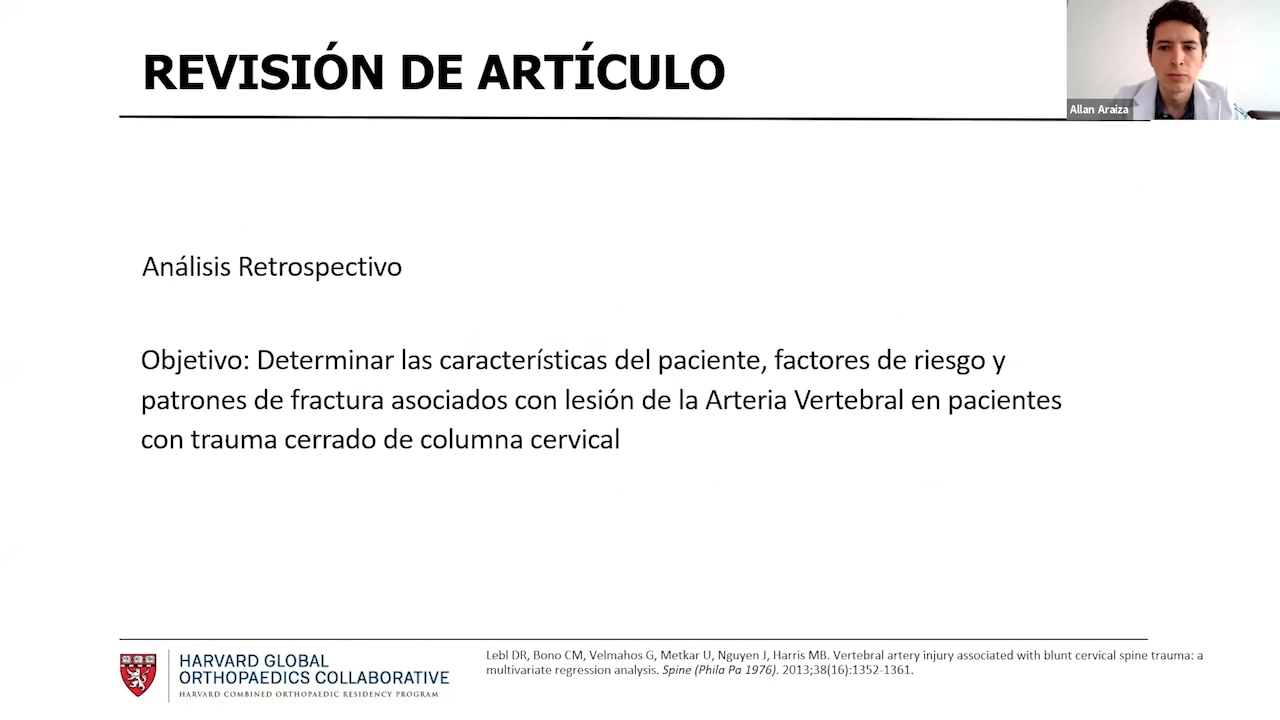 REVISIÓN DE ARTÍCULO
Allan Araiza
Análisis Retrospectivo
Objetivo: Determinar las características del paciente, factores de riesgo y
patrones de fractura asociados con lesión de la Arteria Vertebral en pacientes
con trauma cerrado de columna cervical
HARVARD GLOBAL
ORTHOPAEDICS COLLABORATIVE
HARVARD COMBINED ORTHOPAEDIC RESIDENCY PROGRAM
Lebl DR, Bono CM, Velmahos G, Metkar U, Nguyen J, Harris MB. Vertebral artery injury associated with blunt cervical spine trauma: a
multivariate regression analysis. Spine (Phila Pa 1976). 2013;38(16):1352-1361.